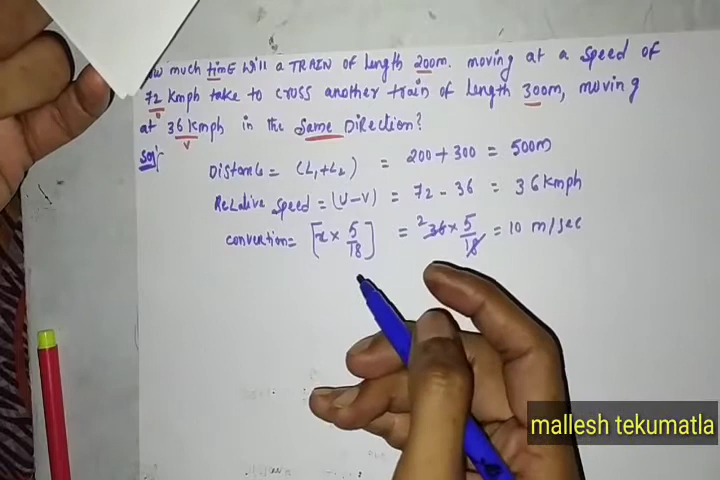 much timE will a TRAIN of length 200m. moving at a speed of
72 Kmph take to cross another train of length 300m, moving
at 36 Kmph in the Same Direction?
u
v
Sol:-
Distance = (L₁+L₂) = 200+300 = 500m
ReLative Speed = (U-V) = 72 - 36 = 36 Kmph
convertion = [x × 5/18] = ² 36 × 5/18 = 10 m/sec
mallesh tekumatla